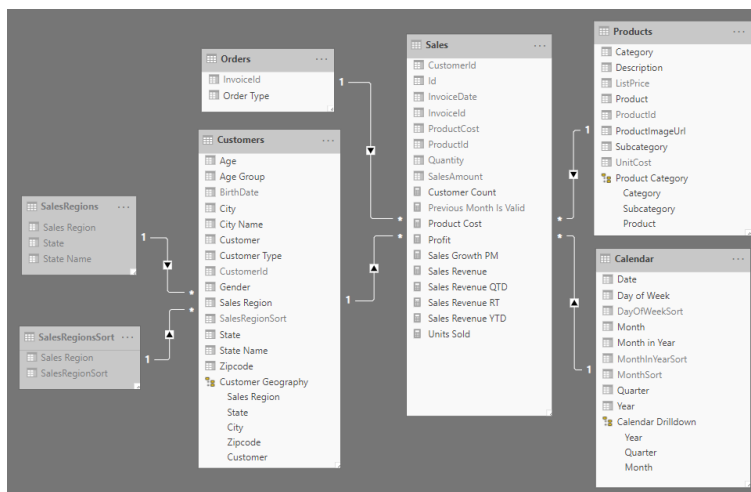 Orders
InvoiceId
Order Type
Customers
Age
Age Group
BirthDate
City
City Name
Customer
Customer Type
CustomerId
Gender
Sales Region
SalesRegionSort
State
State Name
Zipcode
Customer Geography
Sales Region
State
City
Zipcode
Customer
SalesRegions
Sales Region
State
State Name
SalesRegionsSort
Sales Region
SalesRegionSort
Sales
CustomerId
Id
InvoiceDate
InvoiceId
ProductCost
ProductId
Quantity
SalesAmount
Customer Count
Previous Month Is Valid
Product Cost
Profit
Sales Growth PM
Sales Revenue
Sales Revenue QTD
Sales Revenue RT
Sales Revenue YTD
Units Sold
Products
Category
Description
ListPrice
Product
ProductId
ProductImageUrl
Subcategory
UnitCost
Product Category
Category
Subcategory
Product
Calendar
Date
Day of Week
DayOfWeekSort
Month
Month in Year
MonthInYearSort
MonthSort
Quarter
Year
Calendar Drilldown
Year
Quarter
Month
1
*
1
*
1
*
1
*
1
*
1
*